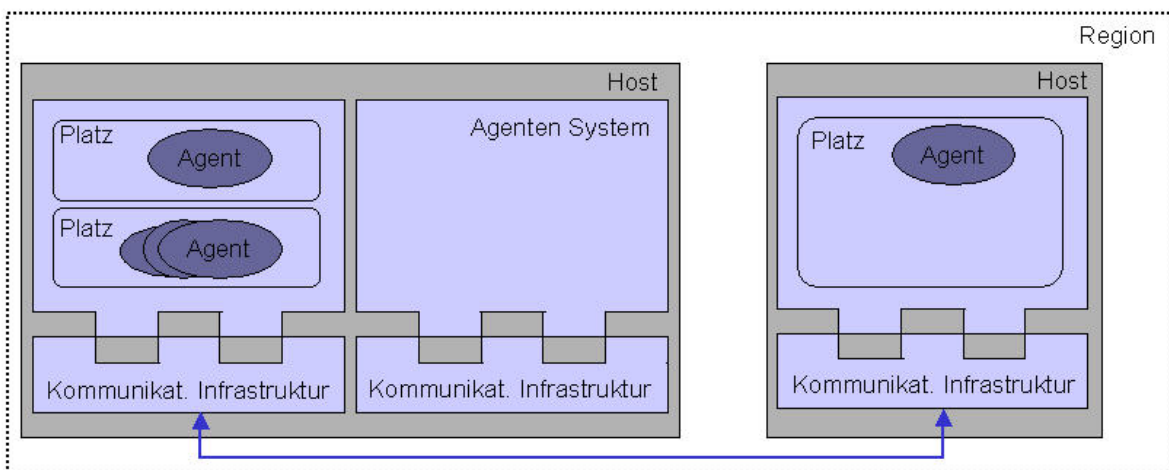 Region
Host
Platz
Agent
Platz
Agent
Agenten System
Kommunikat. Infrastruktur
Kommunikat. Infrastruktur
Host
Platz
Agent
Kommunikat. Infrastruktur